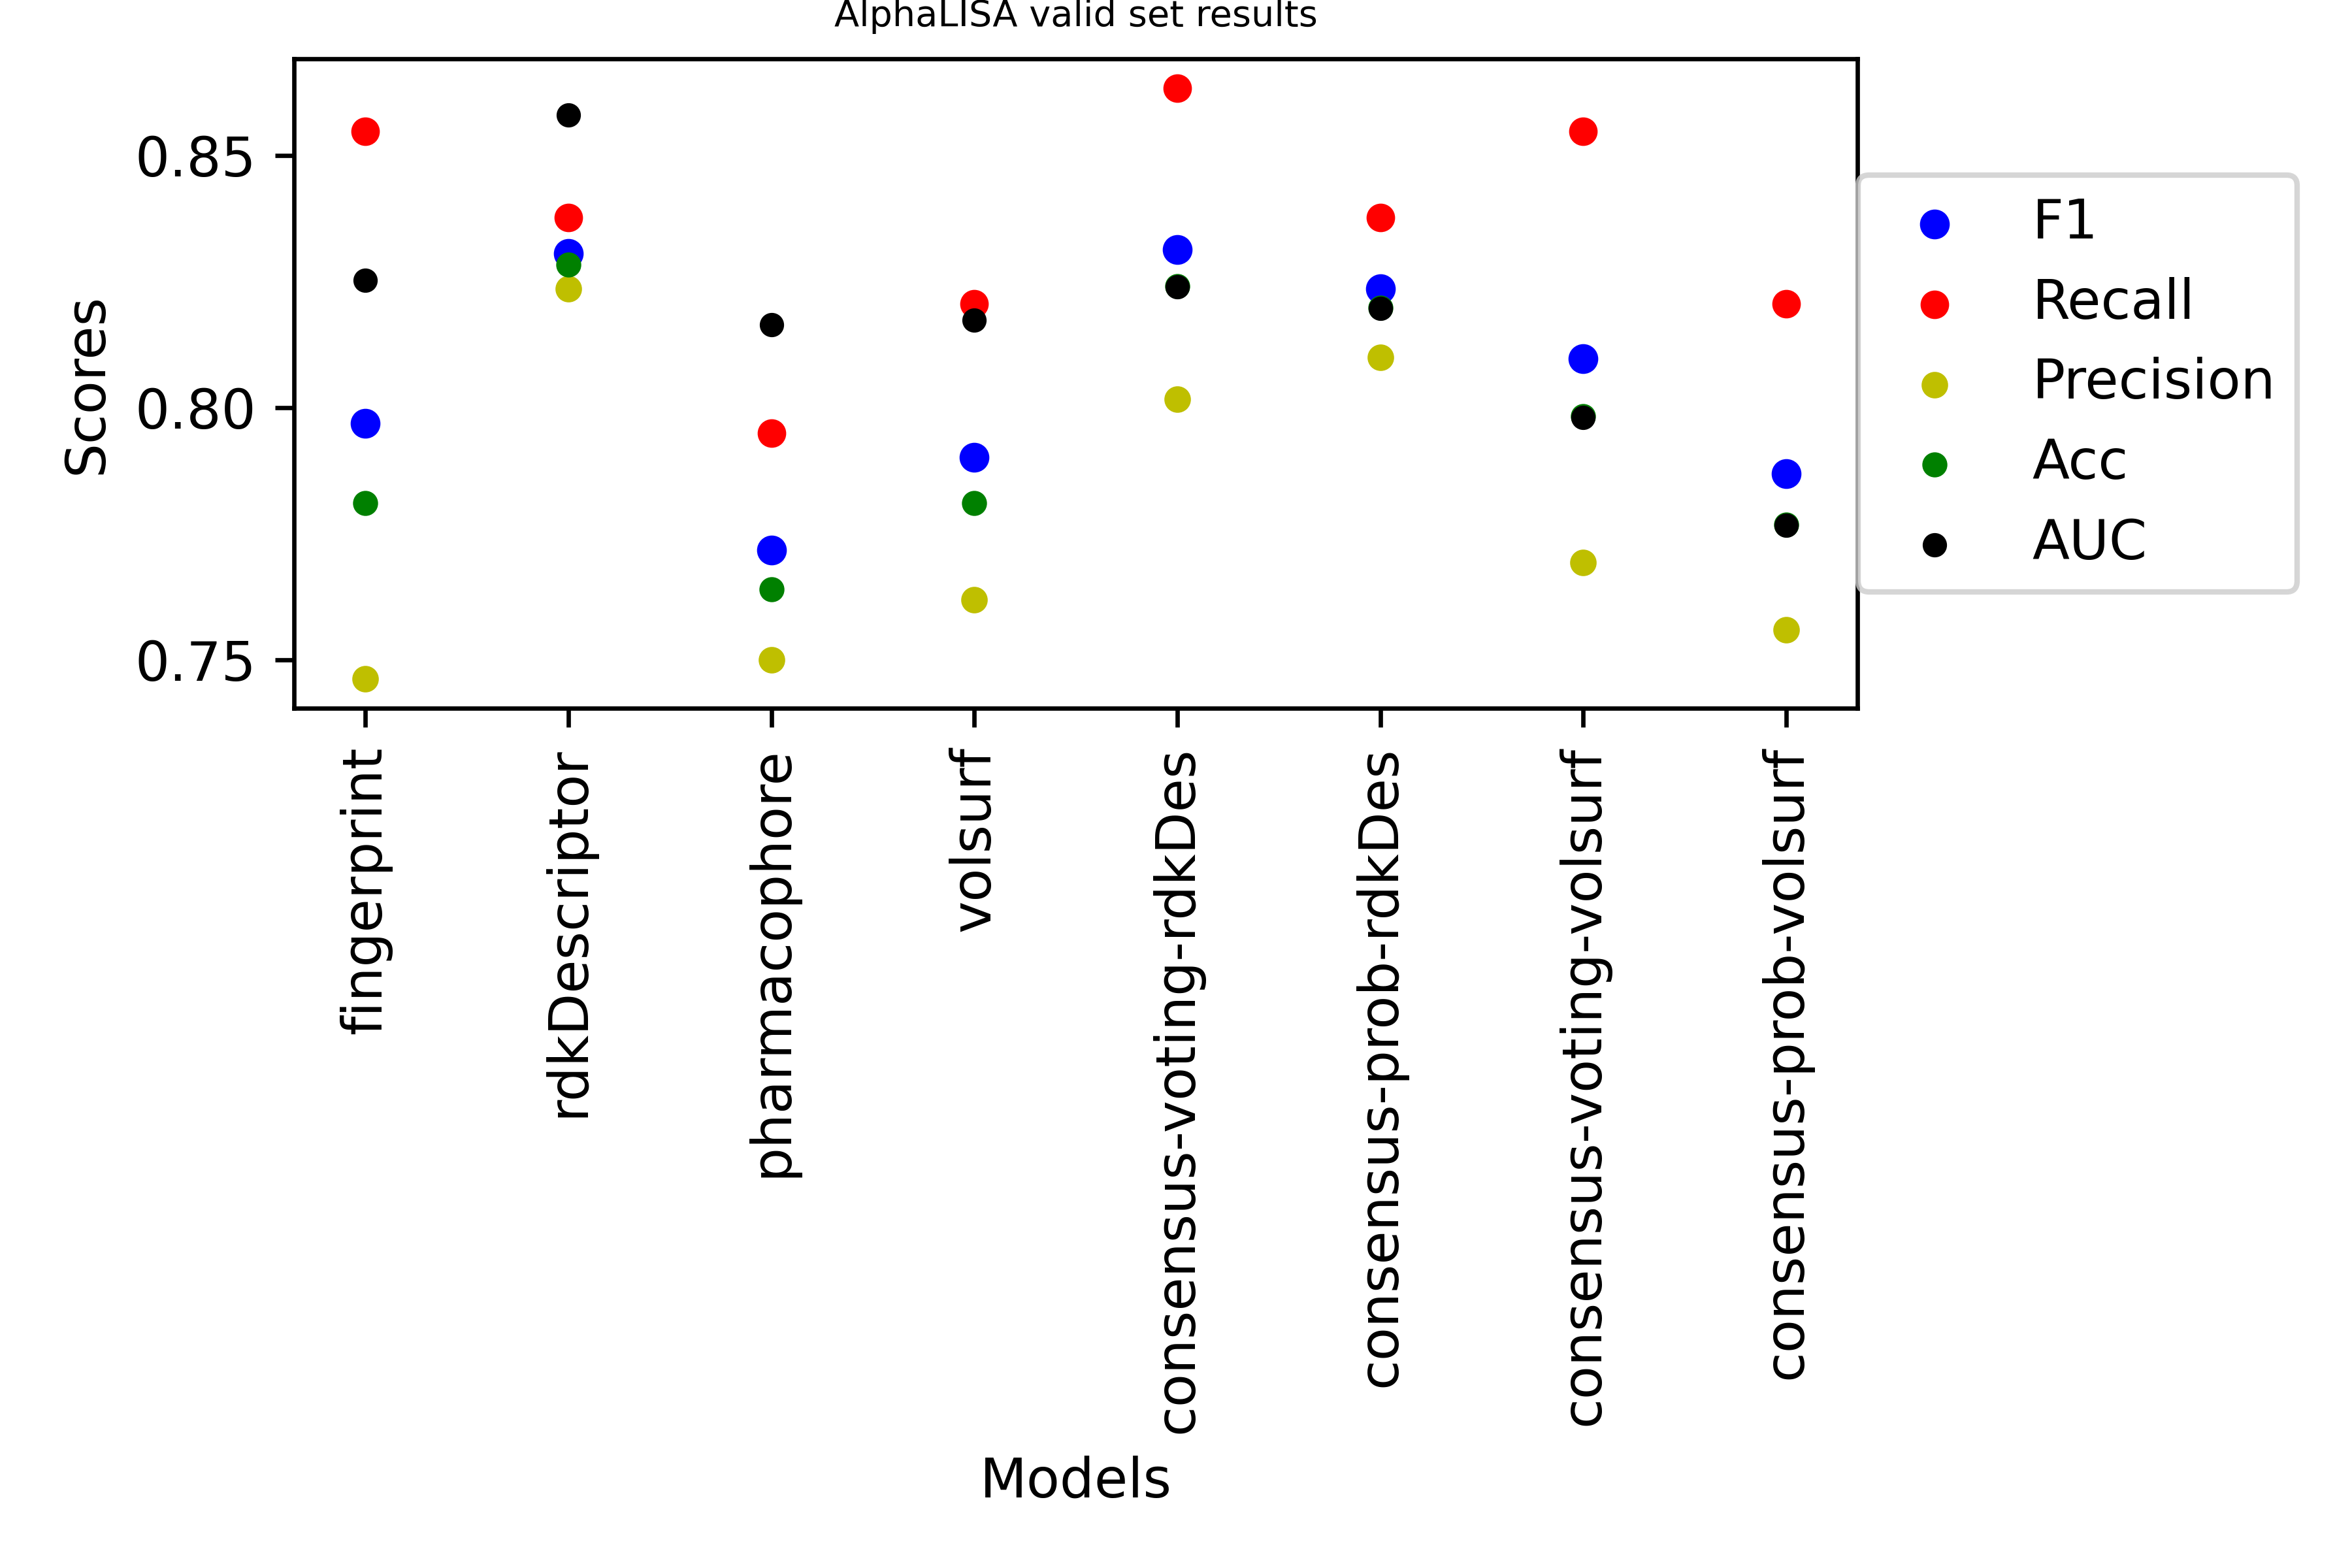 AlphaLISA valid set results
Scores
0.85
0.80
0.75
F1
Recall
Precision
Acc
AUC
fingerprint
rdkDescriptor
pharmacophore
volsurf
consensus-voting-rdkDes
consensus-prob-rdkDes
consensus-voting-volsurf
consensus-prob-volsurf
Models